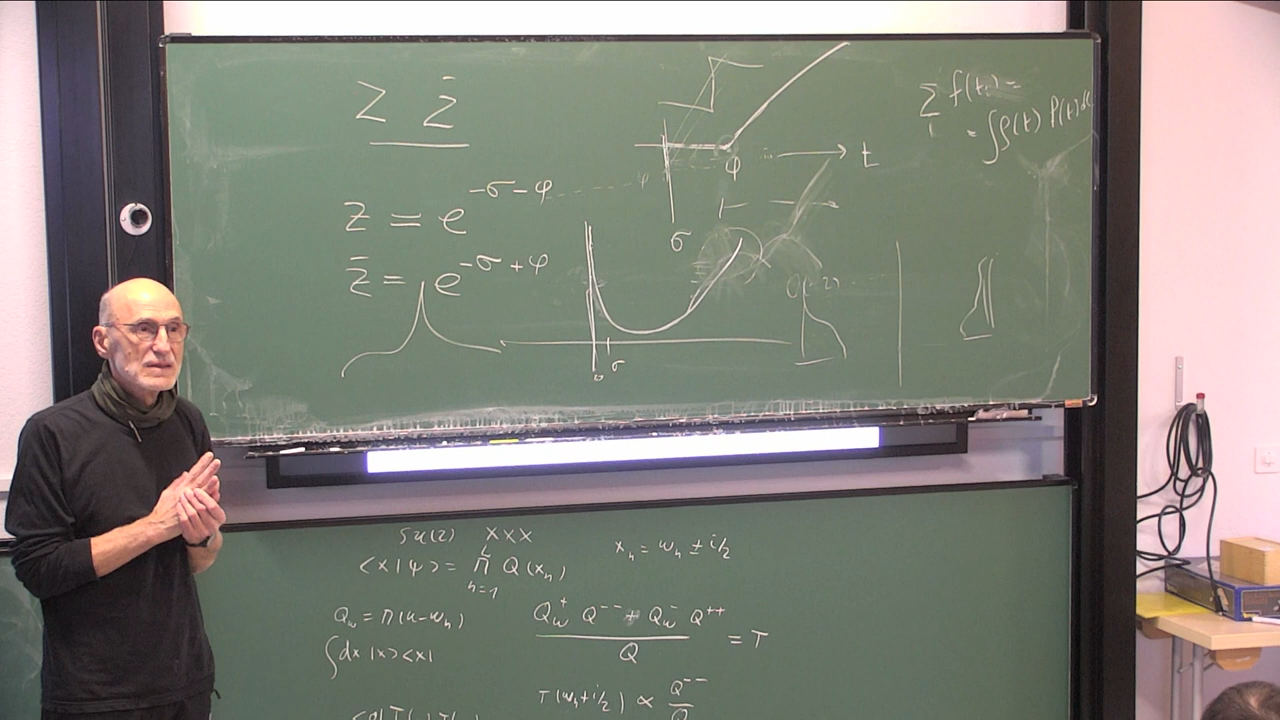 z z̄
z = e^{-σ-φ}
z̄ = e^{-σ+φ}
φ
t
φ
σ
σ
Σ f(t) =
= ∫ρ(t) P(t)dt
su(2) XXX
<x|ψ> = ∏_{n=1}^{L} Q(x_n)
x_n = w_n ± i/2
Q_w = ∏(u-w_n)
Q_w^+ Q^{--} + Q_w^- Q^{++}
Q
= T
∫dx |x><x|
T(w_n+i/2) ∝ Q^{--}
Q